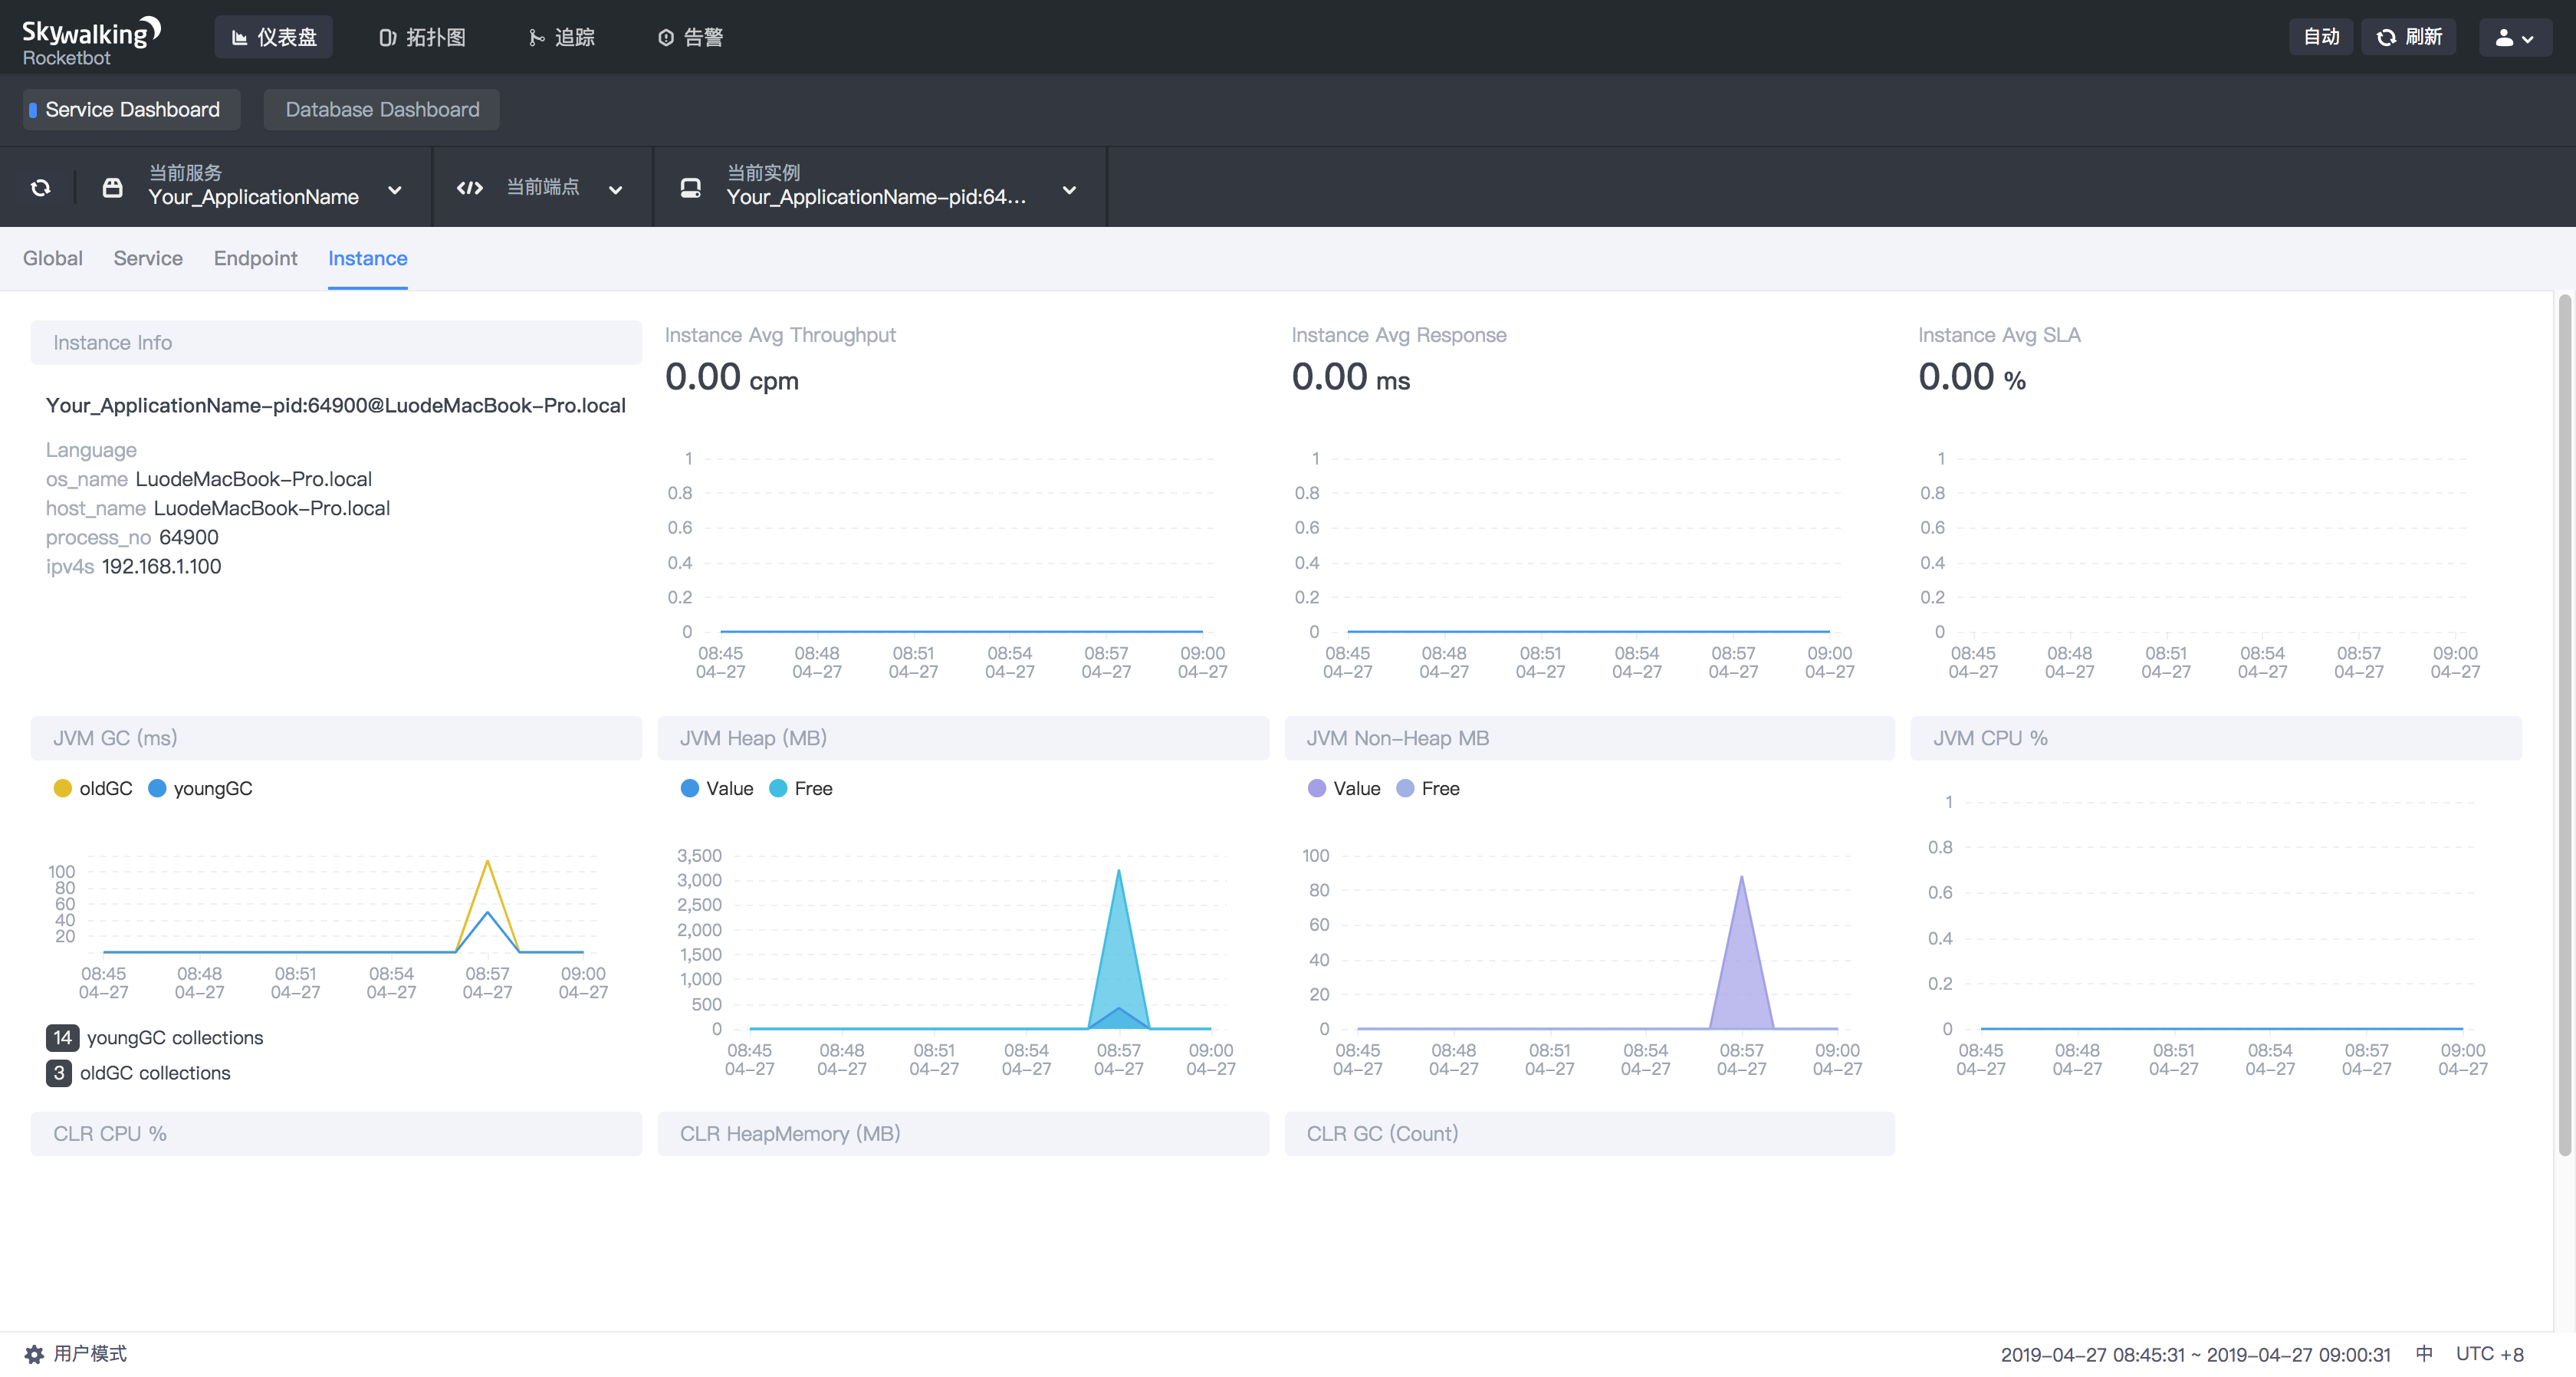 Skywalking
Rocketbot
仪表盘
拓扑图
追踪
告警
自动
刷新
Service Dashboard
Database Dashboard
当前服务
Your_ApplicationName
当前端点
当前实例
Your_ApplicationName-pid:64...
Global
Service
Endpoint
Instance
Instance Info
Your_ApplicationName-pid:64900@LuodeMacBook-Pro.local
Language
os_name LuodeMacBook-Pro.local
host_name LuodeMacBook-Pro.local
process_no 64900
ipv4s 192.168.1.100
Instance Avg Throughput
0.00 cpm
1
0.8
0.6
0.4
0.2
0
08:45 08:48 08:51 08:54 08:57 09:00
04-27 04-27 04-27 04-27 04-27 04-27
Instance Avg Response
0.00 ms
1
0.8
0.6
0.4
0.2
0
08:45 08:48 08:51 08:54 08:57 09:00
04-27 04-27 04-27 04-27 04-27 04-27
Instance Avg SLA
0.00 %
1
0.8
0.6
0.4
0.2
0
08:45 08:48 08:51 08:54 08:57 09:00
04-27 04-27 04-27 04-27 04-27 04-27
JVM GC (ms)
oldGC youngGC
100
80
60
40
20
08:45 08:48 08:51 08:54 08:57 09:00
04-27 04-27 04-27 04-27 04-27 04-27
14 youngGC collections
3 oldGC collections
JVM Heap (MB)
Value Free
3,500
3,000
2,500
2,000
1,500
1,000
500
0
08:45 08:48 08:51 08:54 08:57 09:00
04-27 04-27 04-27 04-27 04-27 04-27
JVM Non-Heap MB
Value Free
100
80
60
40
20
0
08:45 08:48 08:51 08:54 08:57 09:00
04-27 04-27 04-27 04-27 04-27 04-27
JVM CPU %
1
0.8
0.6
0.4
0.2
0
08:45 08:48 08:51 08:54 08:57 09:00
04-27 04-27 04-27 04-27 04-27 04-27
CLR CPU %
CLR HeapMemory (MB)
CLR GC (Count)
用户模式
2019-04-27 08:45:31 ~ 2019-04-27 09:00:31
中
UTC +8